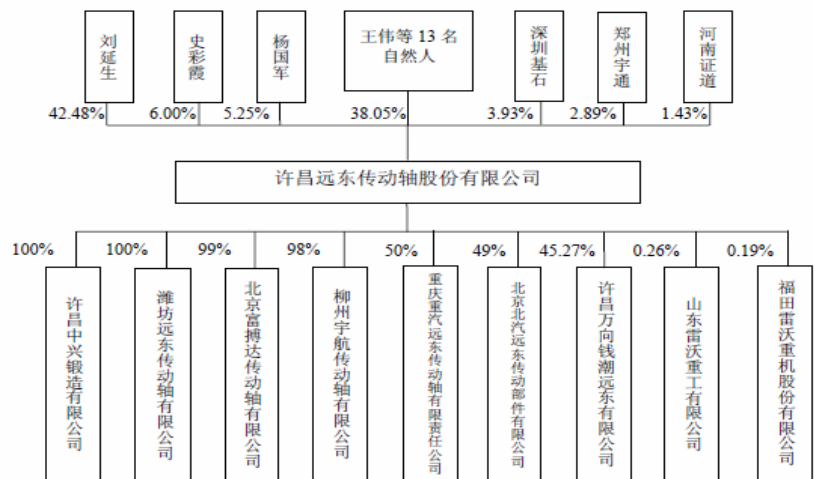 刘延生
史彩霞
杨国军
王伟等 13 名
自然人
深圳基石
郑州宇通
河南证道
42.48%
6.00%
5.25%
38.05%
3.93%
2.89%
1.43%
许昌远东传动轴股份有限公司
100%
100%
99%
98%
50%
49%
45.27%
0.26%
0.19%
许昌中兴锻造有限公司
潍坊远东传动轴有限公司
北京富搏达传动轴有限公司
柳州宇航传动轴有限公司
重庆重汽远东传动轴有限责任公司
北京北汽远东传动部件有限公司
许昌万向钱潮远东有限公司
山东雷沃重工有限公司
福田雷沃重机股份有限公司